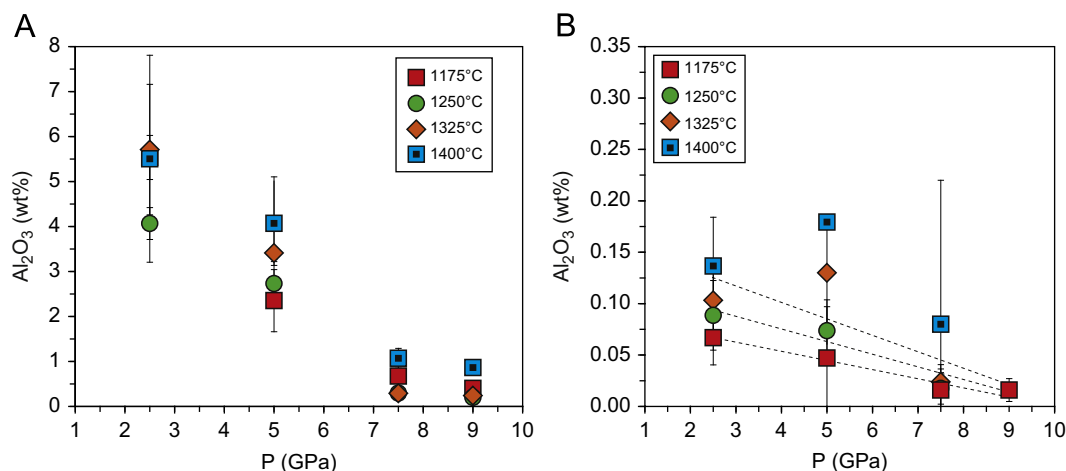 A
Al₂O₃ (wt%)
8
7
6
5
4
3
2
1
0
1 2 3 4 5 6 7 8 9 10
P (GPa)
1175°C
1250°C
1325°C
1400°C
B
Al₂O₃ (wt%)
0.35
0.30
0.25
0.20
0.15
0.10
0.05
0.00
1 2 3 4 5 6 7 8 9 10
P (GPa)
1175°C
1250°C
1325°C
1400°C